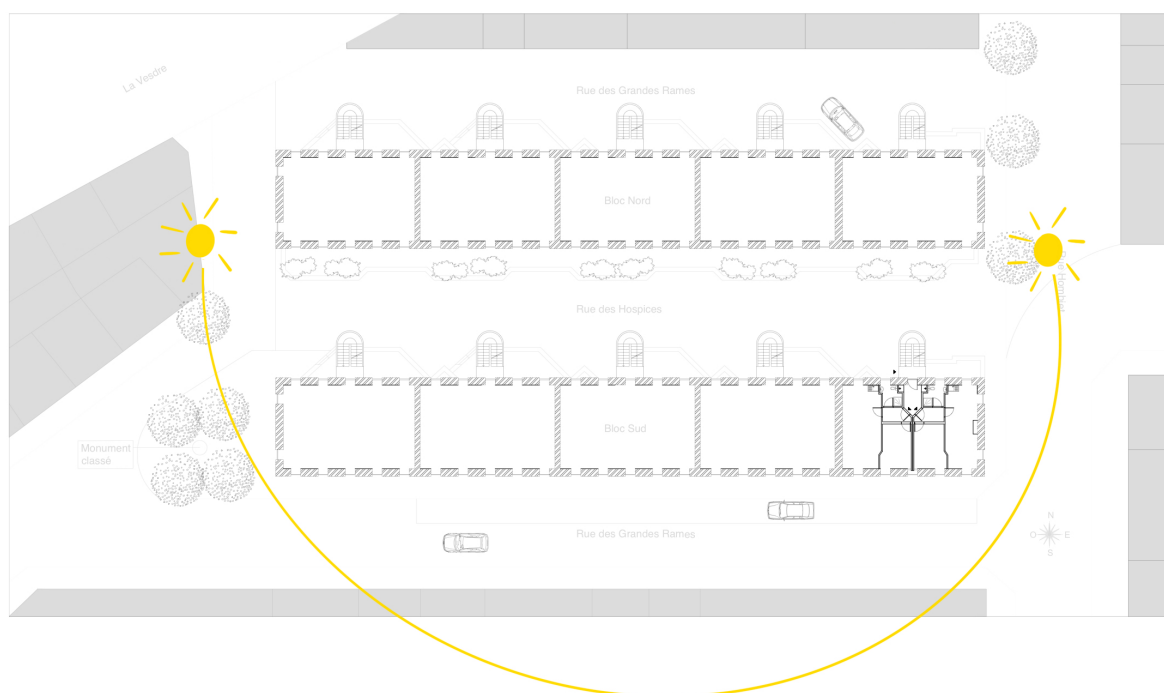 La Vesdre
Rue des Grandes Rames
Bloc Nord
Rue des Hospices
Bloc Sud
Monument
classé
Rue des Grandes Rames
N
O
E
S